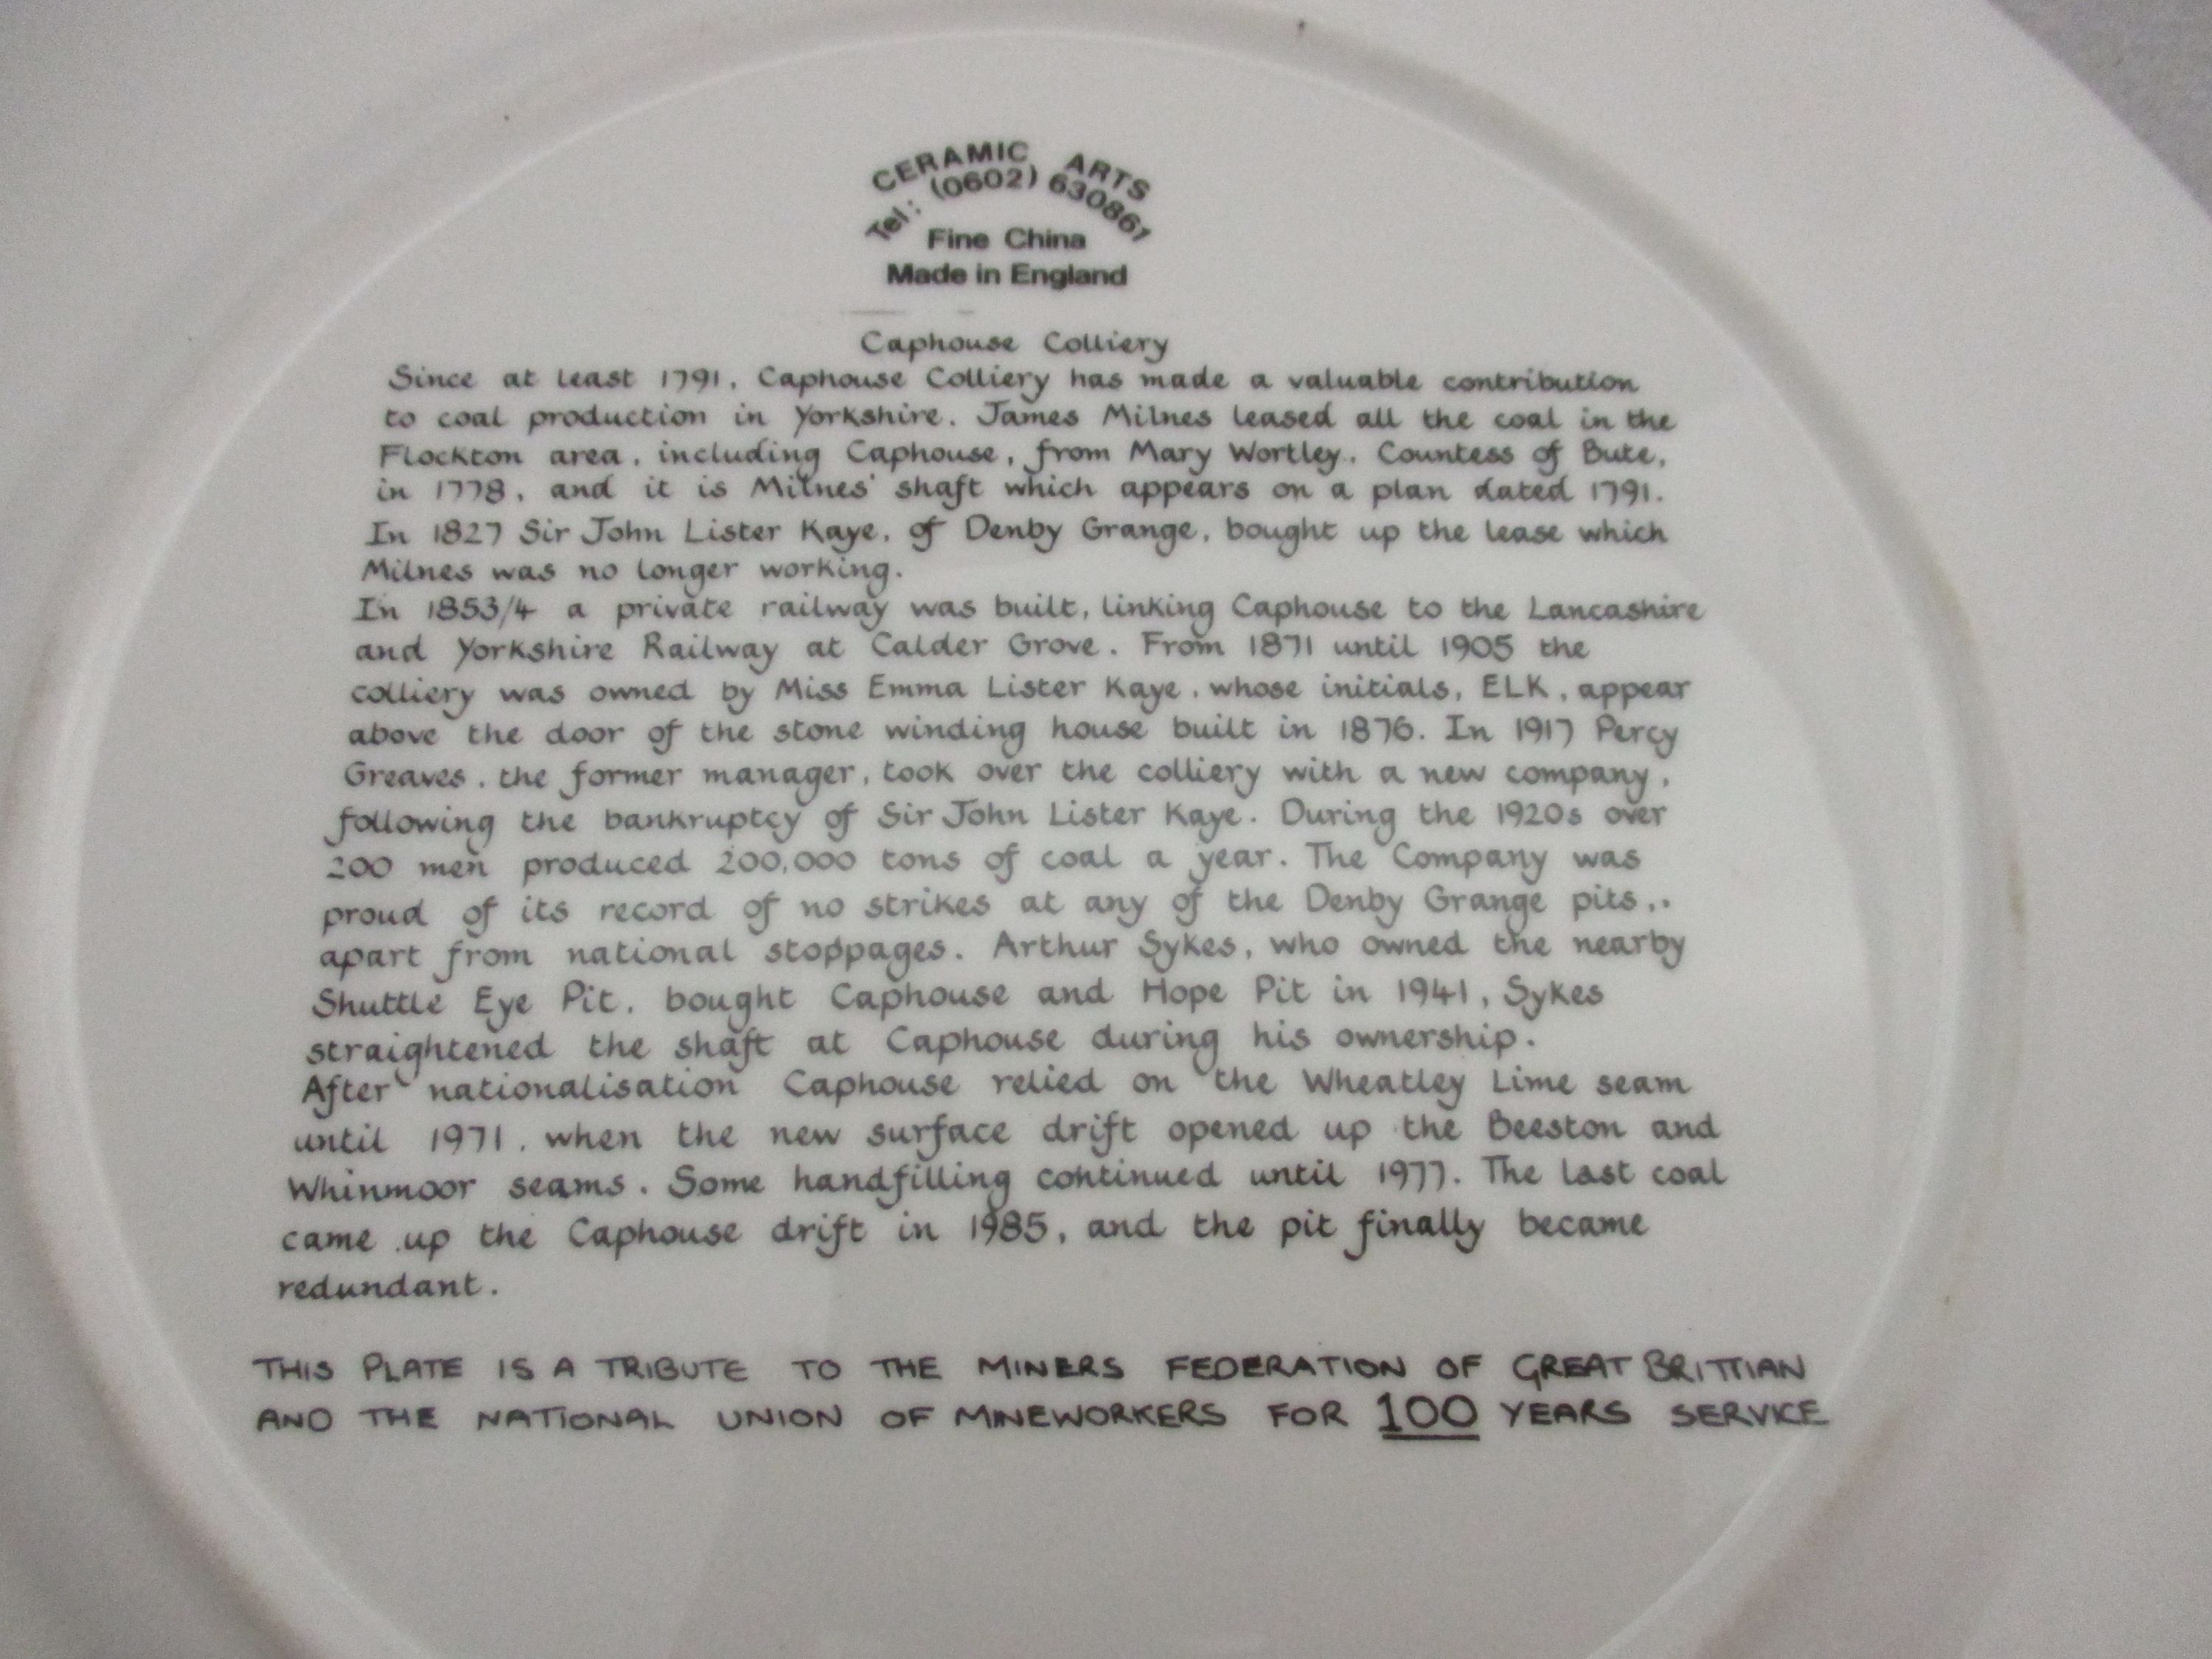 CERAMIC ARTS
Tel: (0602) 630861
Fine China
Made in England
Caphouse Colliery
Since at least 1791, Caphouse Colliery has made a valuable contribution
to coal production in Yorkshire. James Milnes leased all the coal in the
Flockton area, including Caphouse, from Mary Wortley, Countess of Bute,
in 1778, and it is Milnes' shaft which appears on a plan dated 1791.
In 1827 Sir John Lister Kaye, of Denby Grange, bought up the lease which
Milnes was no longer working.
In 1853/4 a private railway was built, linking Caphouse to the Lancashire
and Yorkshire Railway at Calder Grove. From 1871 until 1905 the
colliery was owned by Miss Emma Lister Kaye, whose initials, ELK, appear
above the door of the stone winding house built in 1876. In 1917 Percy
Greaves, the former manager, took over the colliery with a new company,
following the bankruptcy of Sir John Lister Kaye. During the 1920s over
200 men produced 200,000 tons of coal a year. The Company was
proud of its record of no strikes at any of the Denby Grange pits,.
apart from national stoppages. Arthur Sykes, who owned the nearby
Shuttle Eye Pit, bought Caphouse and Hope Pit in 1941, Sykes
straightened the shaft at Caphouse during his ownership.
After nationalisation Caphouse relied on the Wheatley Lime seam
until 1971, when the new surface drift opened up the Beeston and
Whinmoor seams. Some handfilling continued until 1977. The last coal
came up the Caphouse drift in 1985, and the pit finally became
redundant.
THIS PLATE IS A TRIBUTE TO THE MINERS FEDERATION OF GREAT BRITTIAN
AND THE NATIONAL UNION OF MINEWORKERS FOR 100 YEARS SERVICE